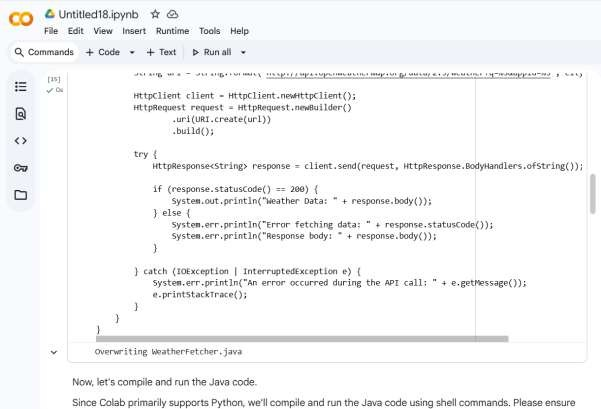 Untitled18.ipynb
File Edit View Insert Runtime Tools Help
Commands + Code + Text Run all
[15]
0s
HttpClient client = HttpClient.newHttpClient();
HttpRequest request = HttpRequest.newBuilder()
.uri(URI.create(url))
.build();
try {
HttpResponse<String> response = client.send(request, HttpResponse.BodyHandlers.ofString());
if (response.statusCode() == 200) {
System.out.println("Weather Data: " + response.body());
} else {
System.err.println("Error fetching data: " + response.statusCode());
System.err.println("Response body: " + response.body());
}
} catch (IOException | InterruptedException e) {
System.err.println("An error occurred during the API call: " + e.getMessage());
e.printStackTrace();
}
}
}
Overwriting WeatherFetcher.java
Now, let's compile and run the Java code.
Since Colab primarily supports Python, we'll compile and run the Java code using shell commands. Please ensure